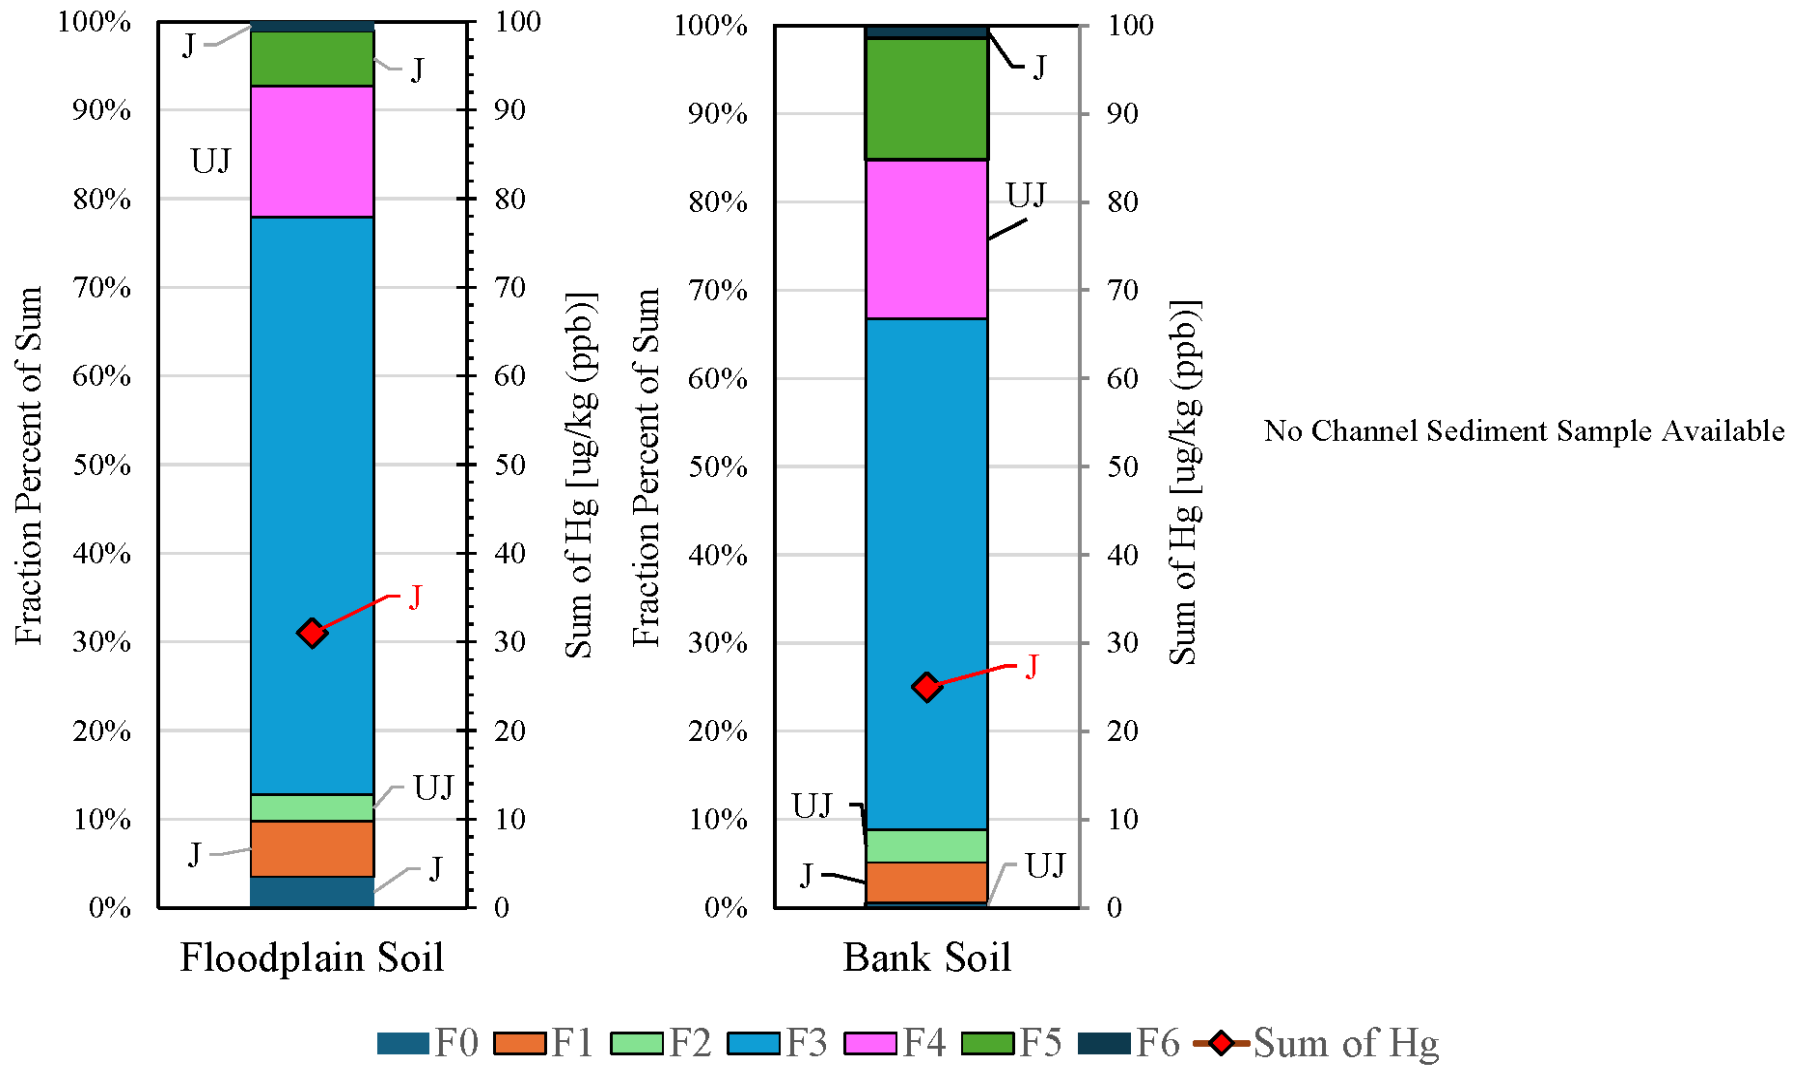 100%
90%
80%
70%
60%
50%
40%
30%
20%
10%
0%
Fraction Percent of Sum
J
J
UJ
J
UJ
J
J
100
90
80
70
60
50
40
30
20
10
0
Sum of Hg [ug/kg (ppb)]
Floodplain Soil
100%
90%
80%
70%
60%
50%
40%
30%
20%
10%
0%
Fraction Percent of Sum
J
UJ
J
UJ
J
UJ
100
90
80
70
60
50
40
30
20
10
0
Sum of Hg [ug/kg (ppb)]
Bank Soil
No Channel Sediment Sample Available
F0 F1 F2 F3 F4 F5 F6 Sum of Hg